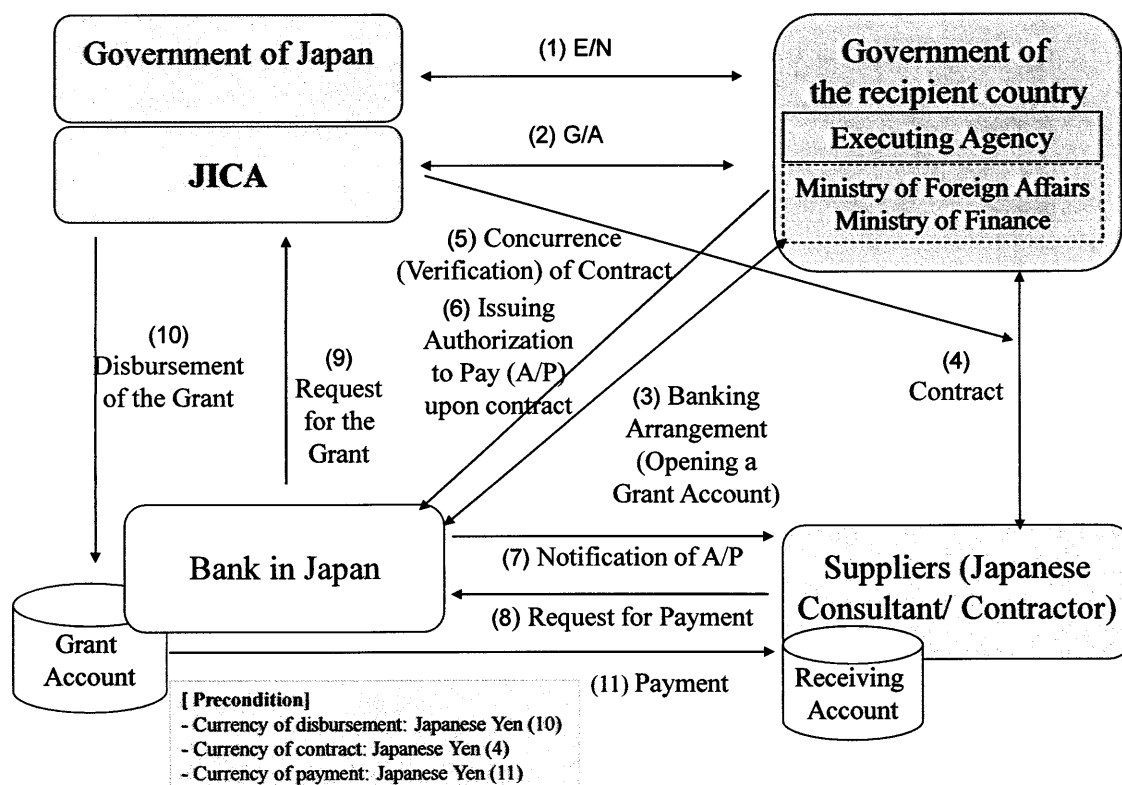 Government of Japan
(1) E/N
Government of
the recipient country
Executing Agency
(2) G/A
JICA
Ministry of Foreign Affairs
Ministry of Finance
(5) Concurrence
(Verification) of Contract
(6) Issuing
Authorization
to Pay (A/P)
upon contract
(10)
Disbursement
of the Grant
(9)
Request
for the
Grant
(4)
Contract
(3) Banking
Arrangement
(Opening a
Grant Account)
Bank in Japan
(7) Notification of A/P
Suppliers (Japanese
Consultant/ Contractor)
(8) Request for Payment
Grant
Account
(11) Payment
Receiving
Account
[ Precondition]
- Currency of disbursement: Japanese Yen (10)
- Currency of contract: Japanese Yen (4)
- Currency of payment: Japanese Yen (11)